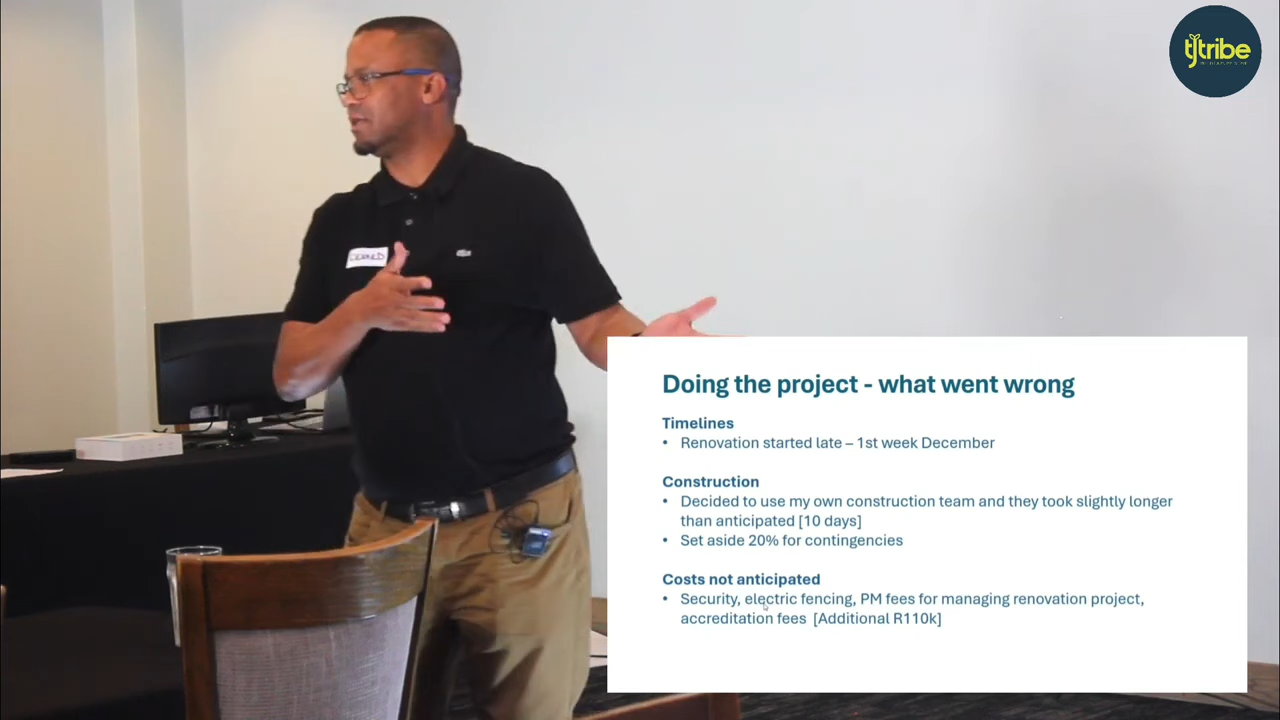 tjtribe
Doing the project - what went wrong
Timelines
• Renovation started late – 1st week December
Construction
• Decided to use my own construction team and they took slightly longer
than anticipated [10 days]
• Set aside 20% for contingencies
Costs not anticipated
• Security, electric fencing, PM fees for managing renovation project,
accreditation fees [Additional R110k]